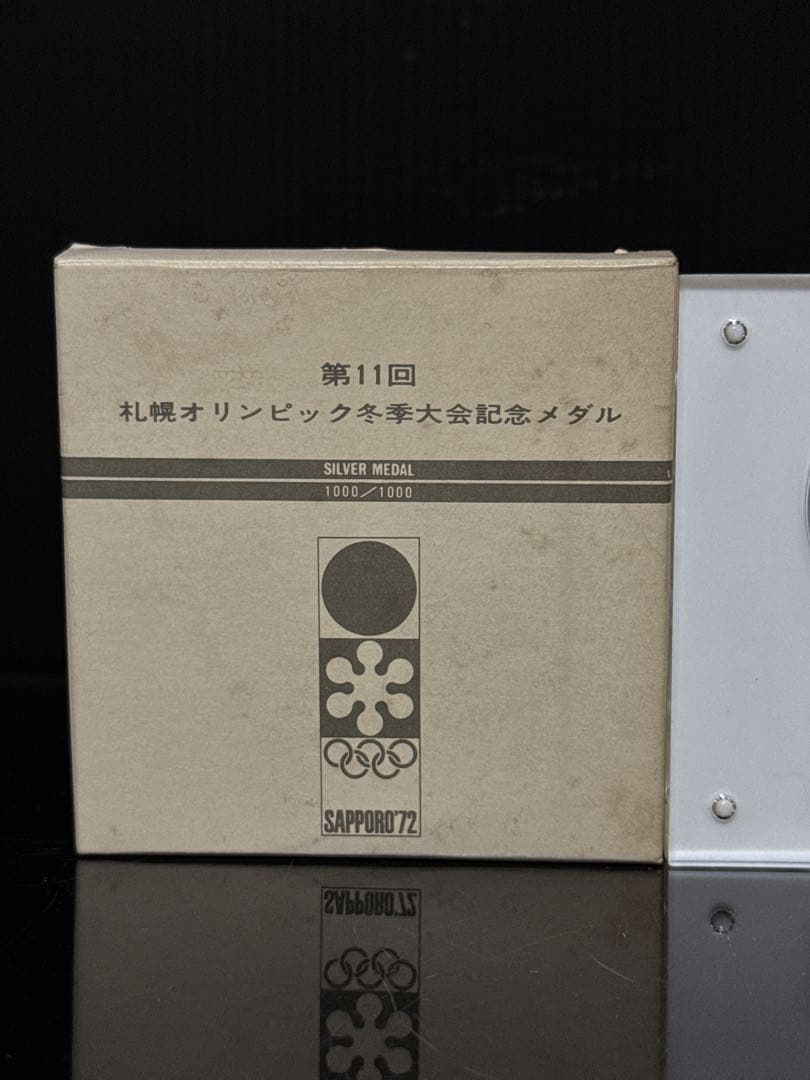 第11回
札幌オリンピック冬季大会記念メダル
SILVER MEDAL
1000/1000
SAPPORO'72